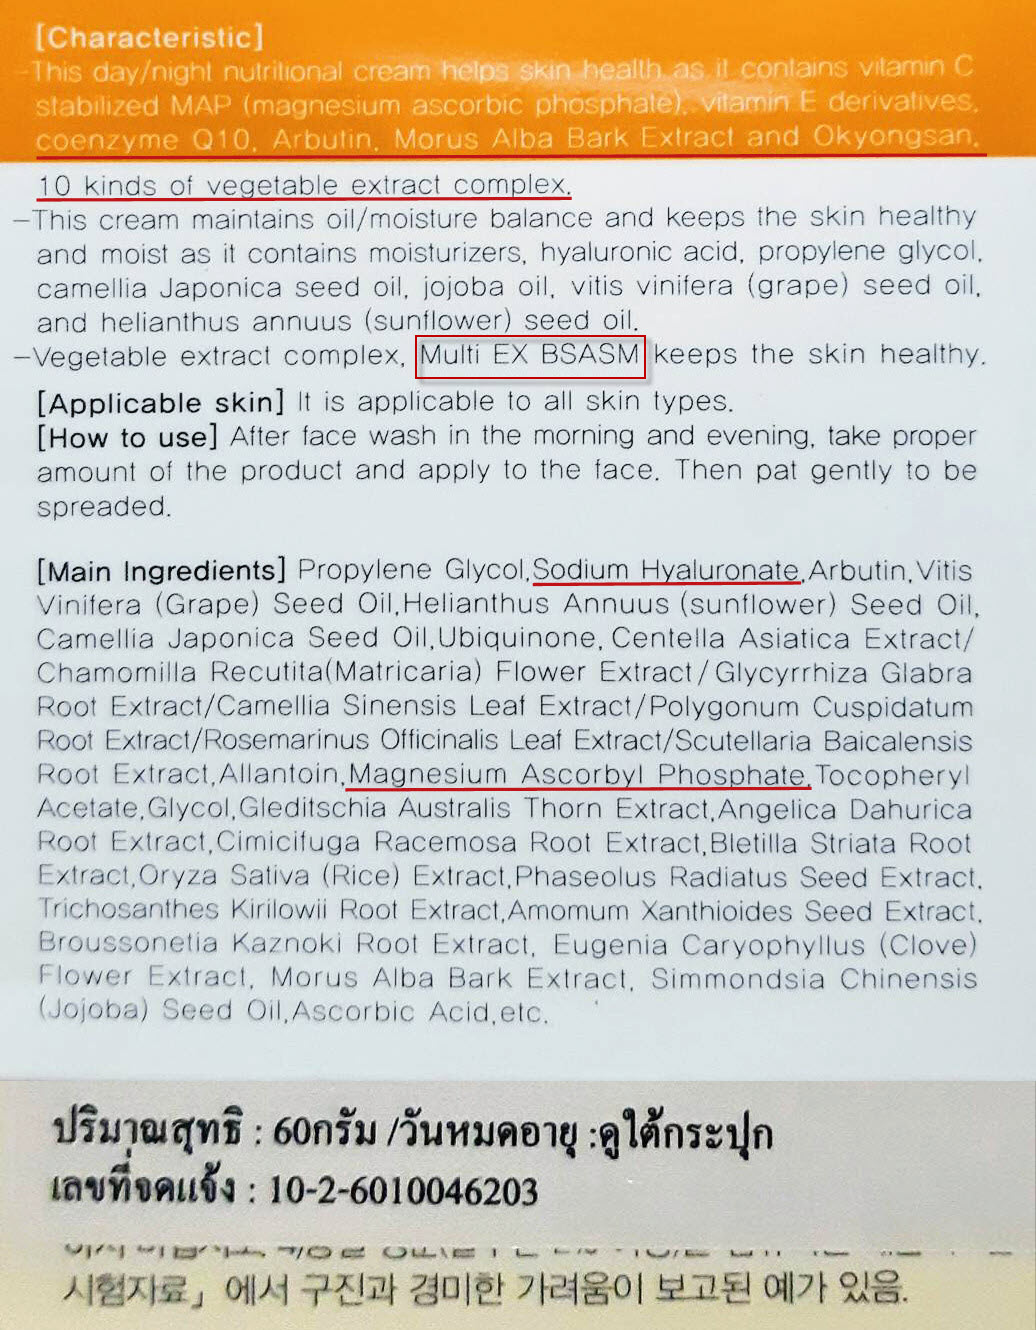 [Characteristic]
-This day/night nutritional cream helps skin health as it contains vitamin C
stabilized MAP (magnesium ascorbic phosphate), vitamin E derivatives,
coenzyme Q10, Arbutin, Morus Alba Bark Extract and Okyongsan,
10 kinds of vegetable extract complex.
-This cream maintains oil/moisture balance and keeps the skin healthy
and moist as it contains moisturizers, hyaluronic acid, propylene glycol,
camellia Japonica seed oil, jojoba oil, vitis vinifera (grape) seed oil,
and helianthus annuus (sunflower) seed oil.
-Vegetable extract complex, Multi EX BSASM keeps the skin healthy.
[Applicable skin] It is applicable to all skin types.
[How to use] After face wash in the morning and evening, take proper
amount of the product and apply to the face. Then pat gently to be
spreaded.
[Main Ingredients] Propylene Glycol,Sodium Hyaluronate,Arbutin,Vitis
Vinifera (Grape) Seed Oil,Helianthus Annuus (sunflower) Seed Oil,
Camellia Japonica Seed Oil,Ubiquinone, Centella Asiatica Extract/
Chamomilla Recutita(Matricaria) Flower Extract/Glycyrrhiza Glabra
Root Extract/Camellia Sinensis Leaf Extract/Polygonum Cuspidatum
Root Extract/Rosemarinus Officinalis Leaf Extract/Scutellaria Baicalensis
Root Extract,Allantoin,Magnesium Ascorbyl Phosphate,Tocopheryl
Acetate,Glycol,Gleditschia Australis Thorn Extract,Angelica Dahurica
Root Extract,Cimicifuga Racemosa Root Extract,Bletilla Striata Root
Extract,Oryza Sativa (Rice) Extract,Phaseolus Radiatus Seed Extract,
Trichosanthes Kirilowii Root Extract,Amomum Xanthioides Seed Extract,
Broussonetia Kaznoki Root Extract, Eugenia Caryophyllus (Clove)
Flower Extract, Morus Alba Bark Extract, Simmondsia Chinensis
(Jojoba) Seed Oil,Ascorbic Acid,etc.
ปริมาณสุทธิ : 60กรัม /วันหมดอายุ :ดูใต้กระปุก
เลขที่จดแจ้ง : 10-2-6010046203
시험자료」에서 구진과 경미한 가려움이 보고된 예가 있음.